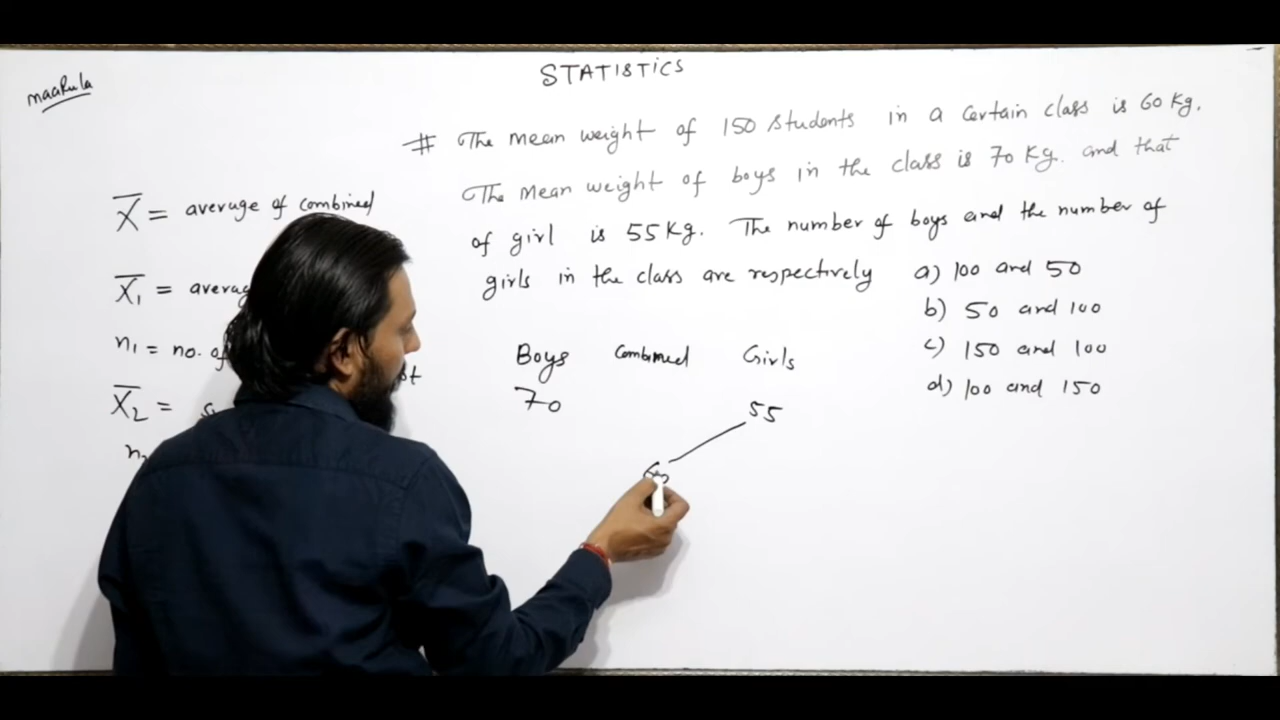 STATISTICS
maaRula
# The mean weight of 150 students in a certain class is 60 Kg.
The mean weight of boys in the class is 70 Kg. and that
of girl is 55 Kg. The number of boys and the number of
girls in the class are respectively
a) 100 and 50
b) 50 and 100
c) 150 and 100
d) 100 and 150
X̅ = average of combined
X̅1 = averag
n1 = no. of
X̅2 =
Boys Combined Girls
70 55